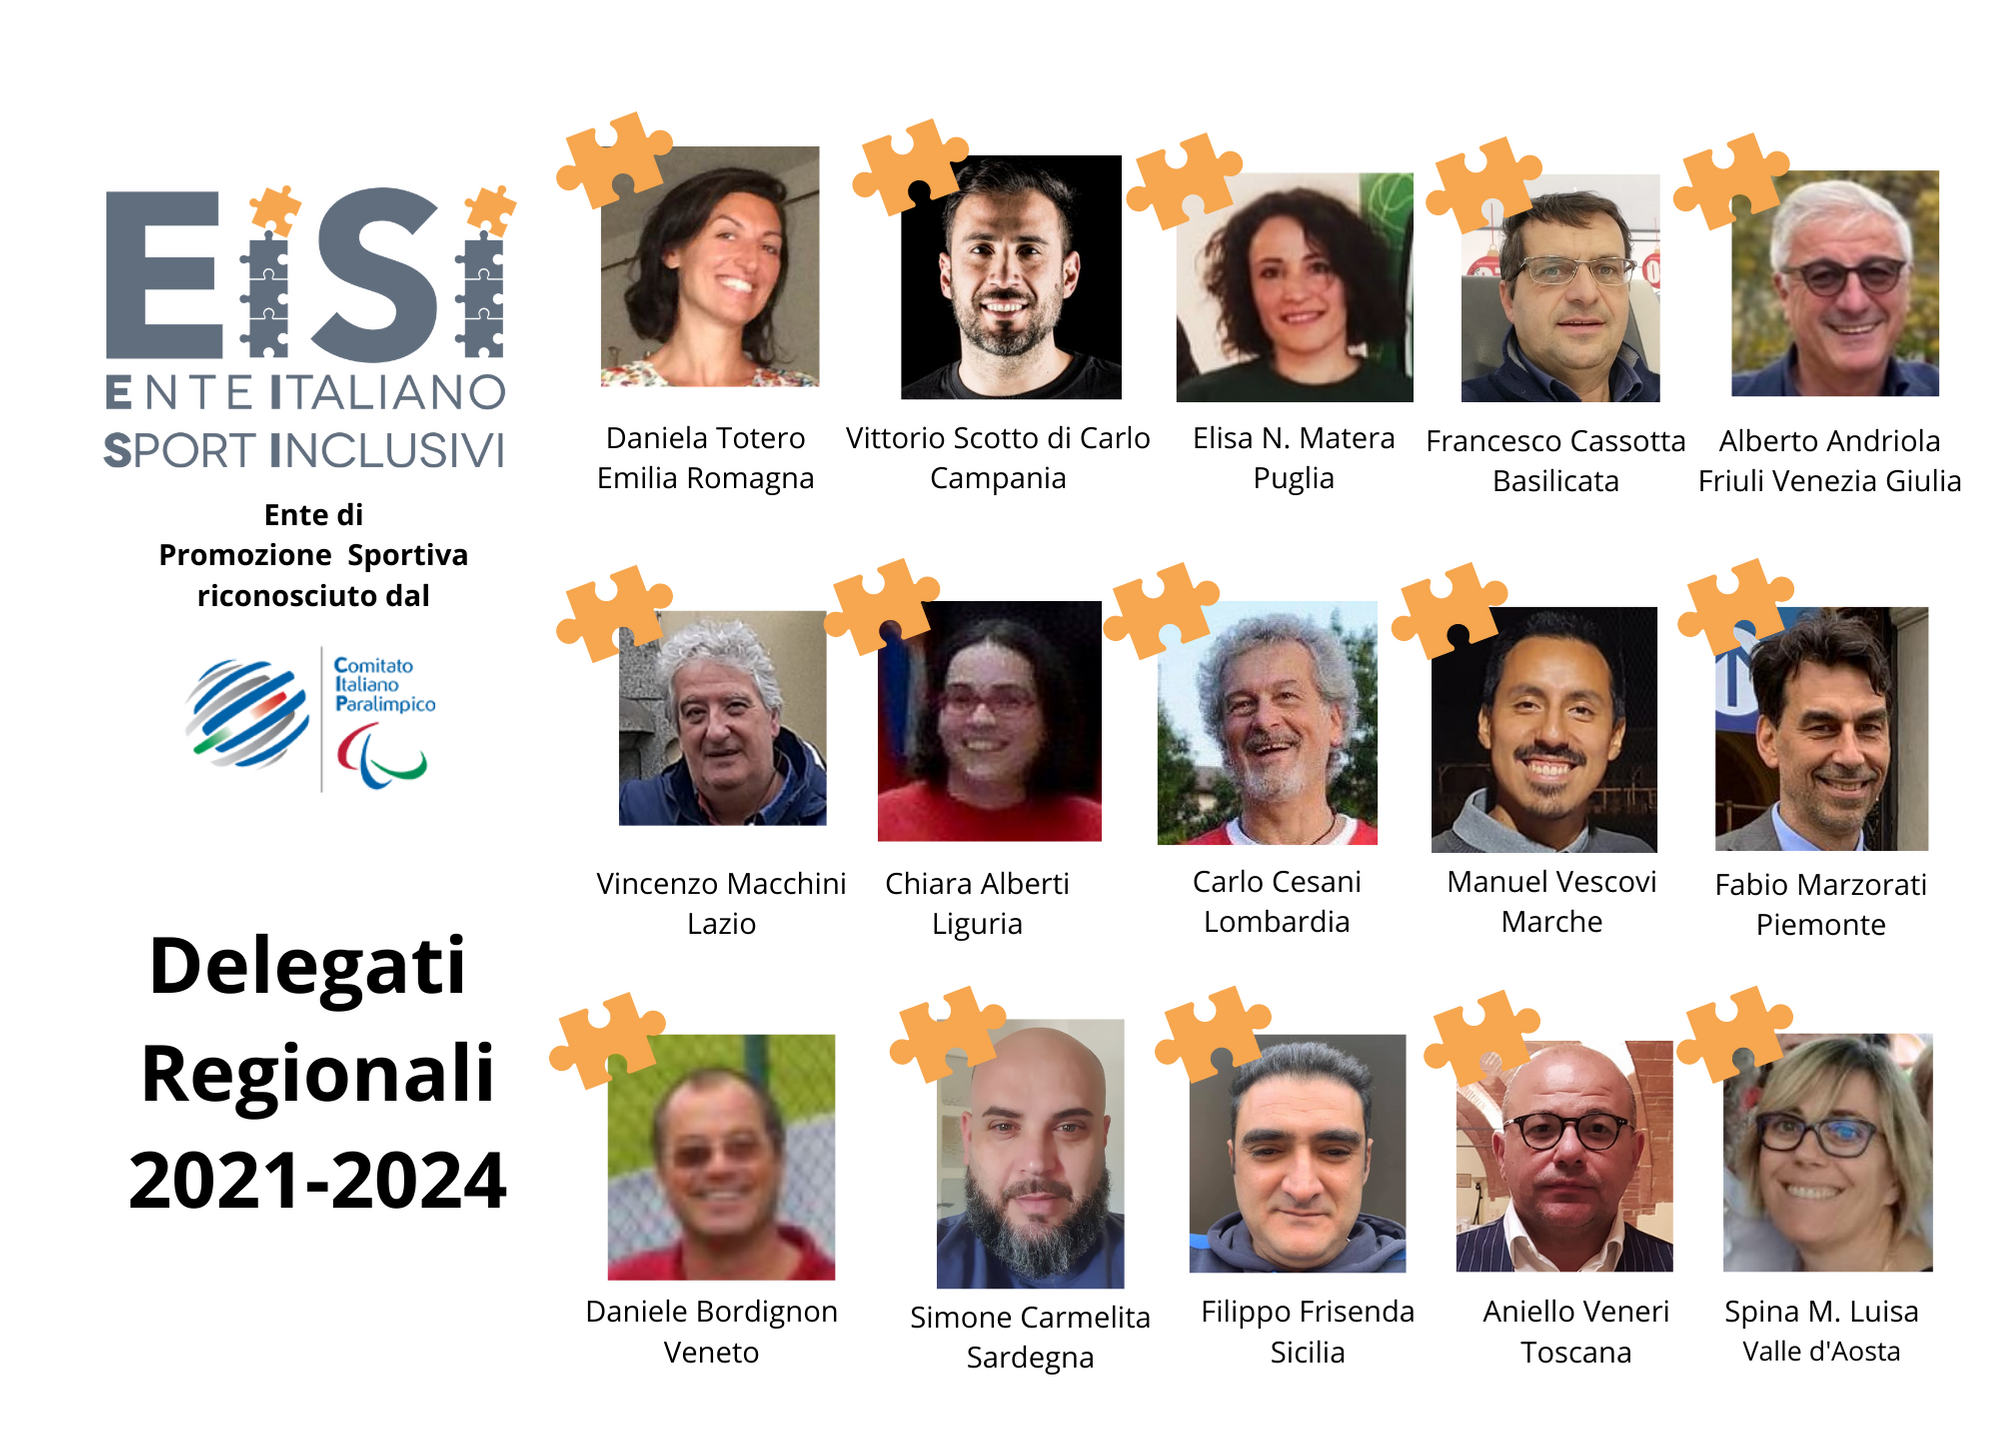 EiSi
ENTE ITALIANO
SPORT INCLUSIVI
Ente di
Promozione Sportiva
riconosciuto dal
Comitato
Italiano
Paralimpico
Delegati
Regionali
2021-2024
Daniela Totero
Emilia Romagna
Vittorio Scotto di Carlo
Campania
Elisa N. Matera
Puglia
Francesco Cassotta
Basilicata
Alberto Andriola
Friuli Venezia Giulia
Vincenzo Macchini
Lazio
Chiara Alberti
Liguria
Carlo Cesani
Lombardia
Manuel Vescovi
Marche
Fabio Marzorati
Piemonte
Daniele Bordignon
Veneto
Simone Carmelita
Sardegna
Filippo Frisenda
Sicilia
Aniello Veneri
Toscana
Spina M. Luisa
Valle d'Aosta